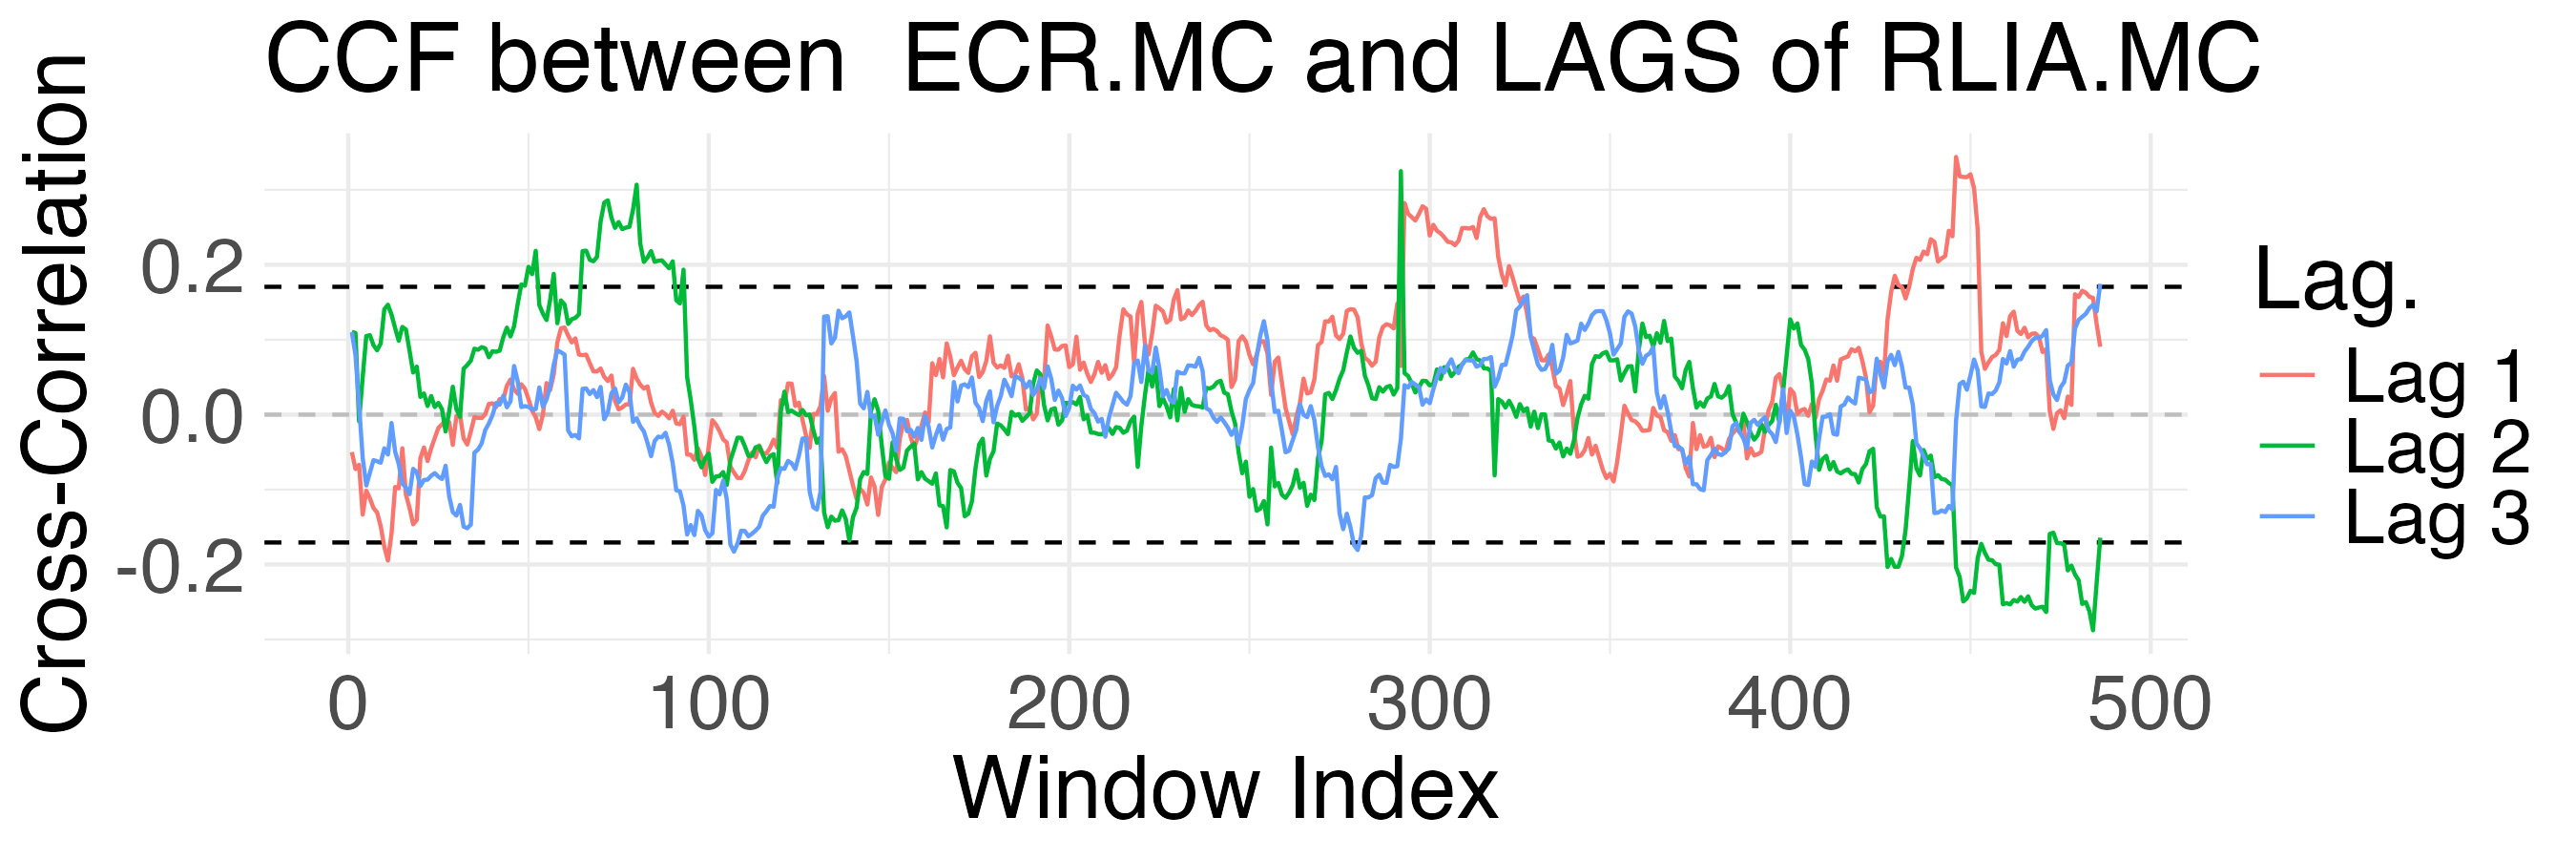 CCF between  ECR.MC and LAGS of RLIA.MC
Cross-Correlation
0.2
0.0
-0.2
0
100
200
300
400
500
Window Index
Lag.
Lag 1
Lag 2
Lag 3